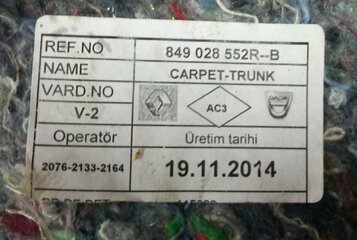 REF.NO 849 028 552R--B
NAME CARPET-TRUNK
VARD.NO
V-2
AC3
DACIA
Operatör Üretim tarihi
2076-2133-2164 19.11.2014